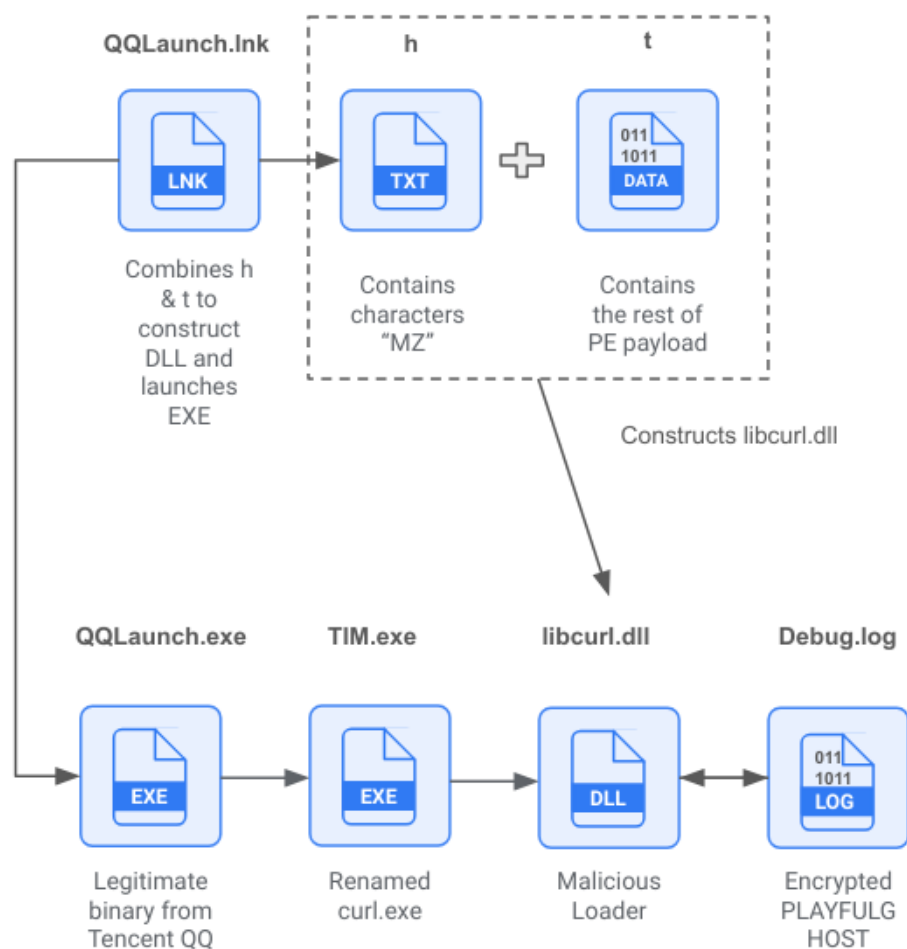 QQLaunch.lnk
h
t
LNK
TXT
011
1011
DATA
Combines h
& t to
construct
DLL and
launches
EXE
Contains
characters
“MZ”
Contains
the rest of
PE payload
Constructs libcurl.dll
QQLaunch.exe
TIM.exe
libcurl.dll
Debug.log
EXE
EXE
DLL
011
1011
LOG
Legitimate
binary from
Tencent QQ
Renamed
curl.exe
Malicious
Loader
Encrypted
PLAYFULG
HOST